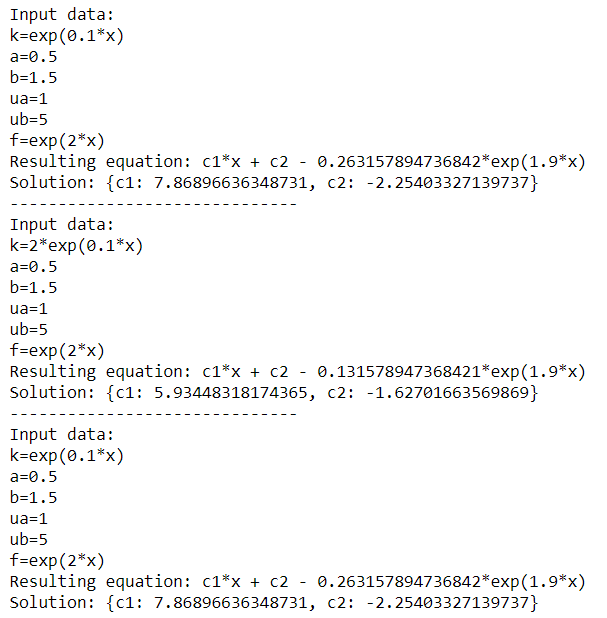 Input data:
k=exp(0.1*x)
a=0.5
b=1.5
ua=1
ub=5
f=exp(2*x)
Resulting equation: c1*x + c2 - 0.263157894736842*exp(1.9*x)
Solution: {c1: 7.86896636348731, c2: -2.25403327139737}
------------------------------
Input data:
k=2*exp(0.1*x)
a=0.5
b=1.5
ua=1
ub=5
f=exp(2*x)
Resulting equation: c1*x + c2 - 0.131578947368421*exp(1.9*x)
Solution: {c1: 5.93448318174365, c2: -1.62701663569869}
------------------------------
Input data:
k=exp(0.1*x)
a=0.5
b=1.5
ua=1
ub=5
f=exp(2*x)
Resulting equation: c1*x + c2 - 0.263157894736842*exp(1.9*x)
Solution: {c1: 7.86896636348731, c2: -2.25403327139737}